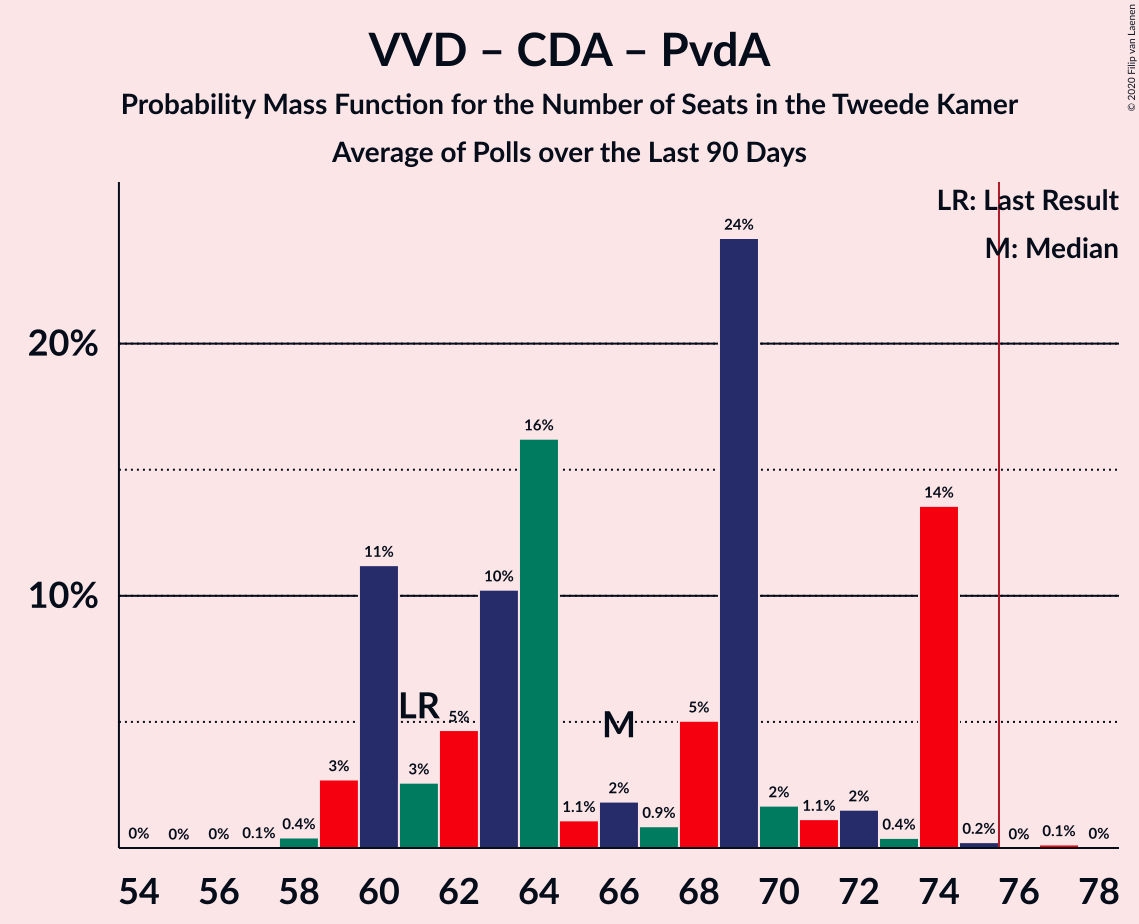 VVD – CDA – PvdA
Probability Mass Function for the Number of Seats in the Tweede Kamer
Average of Polls over the Last 90 Days
© 2020 Filip van Laenen
LR: Last Result
M: Median
20%
10%
0% 0% 0% 0.1% 0.4% 3% 11% 3% 5% 10% 16% 1.1% 2% 0.9% 5% 24% 2% 1.1% 2% 0.4% 14% 0.2% 0% 0.1% 0%
LR M
54 56 58 60 62 64 66 68 70 72 74 76 78